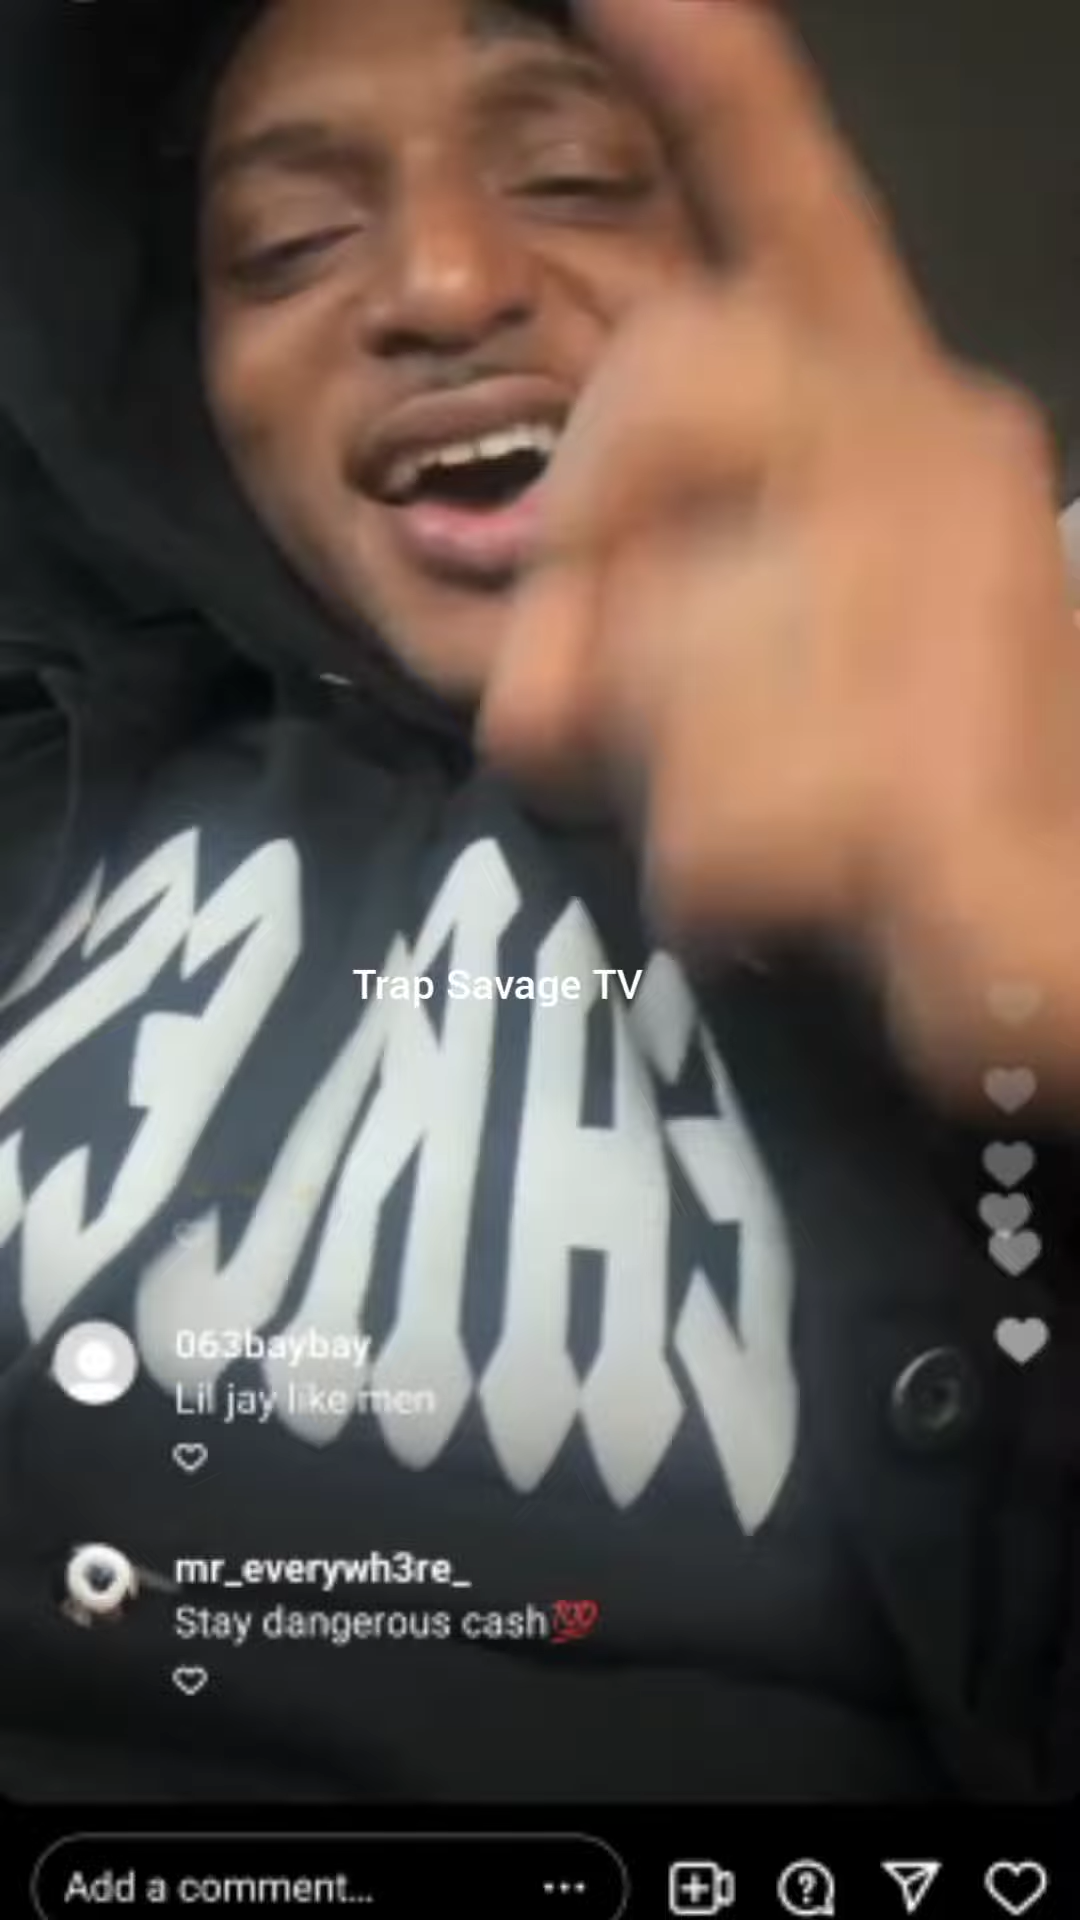 Trap Savage TV
063baybay
Lil jay like men
mr_everywh3re_
Stay dangerous cash💯
Add a comment...